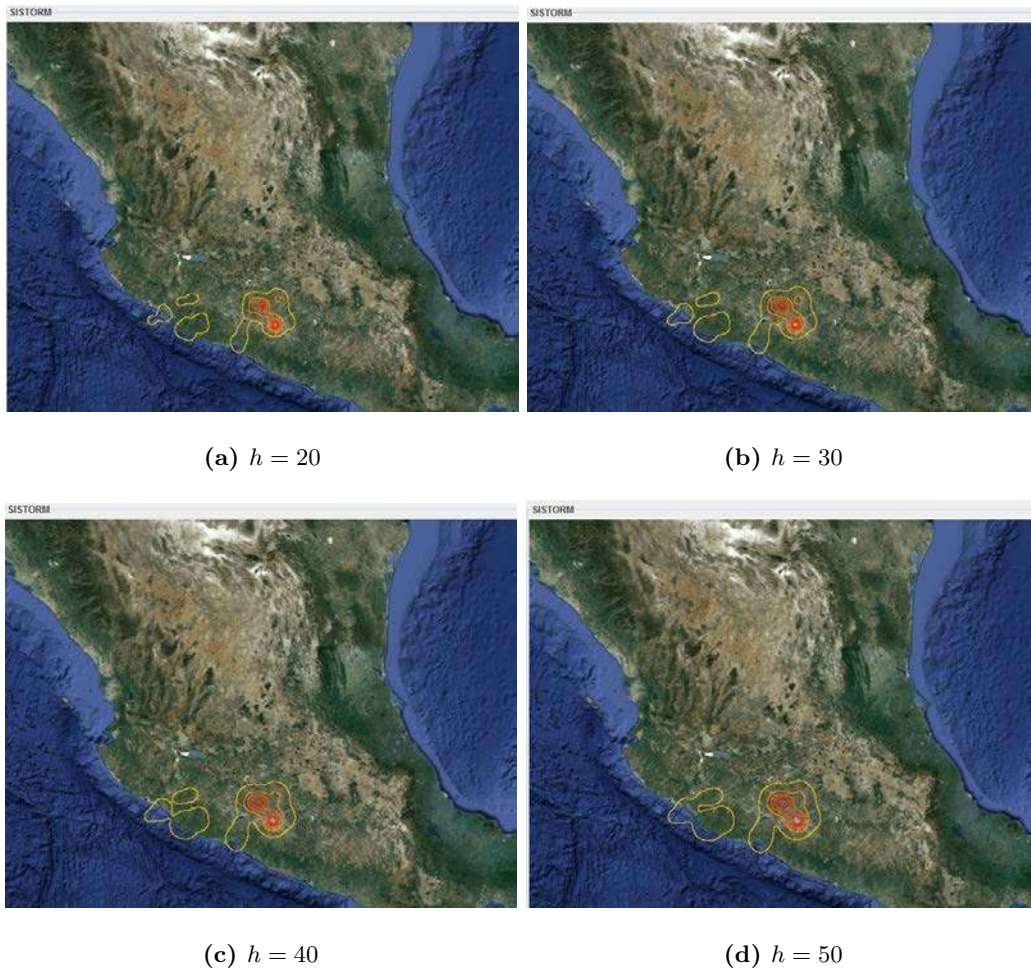 SISTORM
SISTORM
(a) h = 20
(b) h = 30
SISTORM
SISTORM
(c) h = 40
(d) h = 50